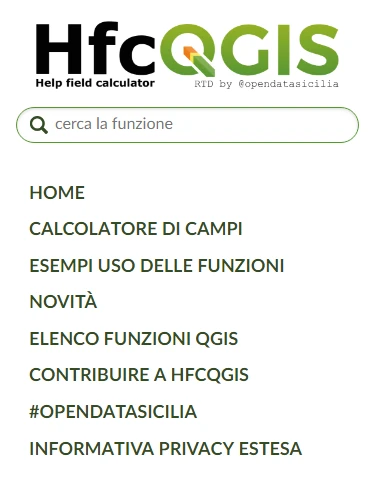 HfcQGIS
Help field calculator
RTD by @opendatasicilia
cerca la funzione
HOME
CALCOLATORE DI CAMPI
ESEMPI USO DELLE FUNZIONI
NOVITÀ
ELENCO FUNZIONI QGIS
CONTRIBUIRE A HFCQGIS
#OPENDATASICILIA
INFORMATIVA PRIVACY ESTESA